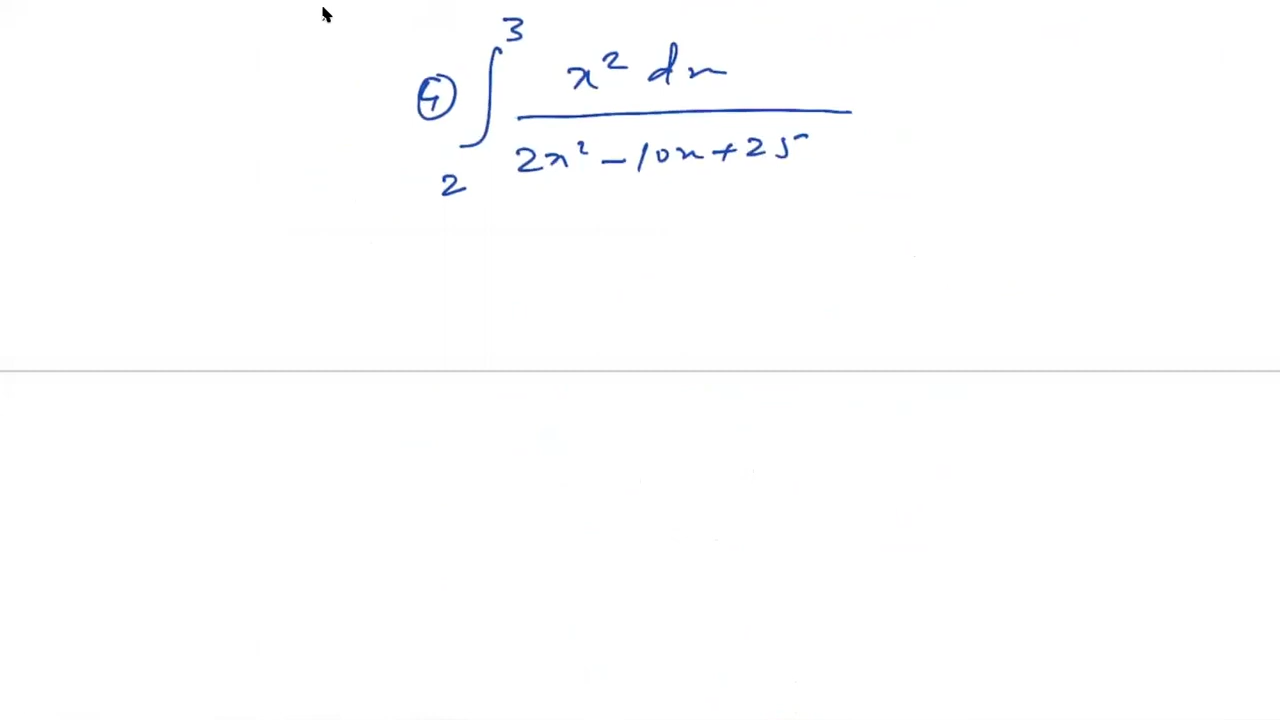 ④ ∫₂³ x² dx / (2x² - 10x + 25)